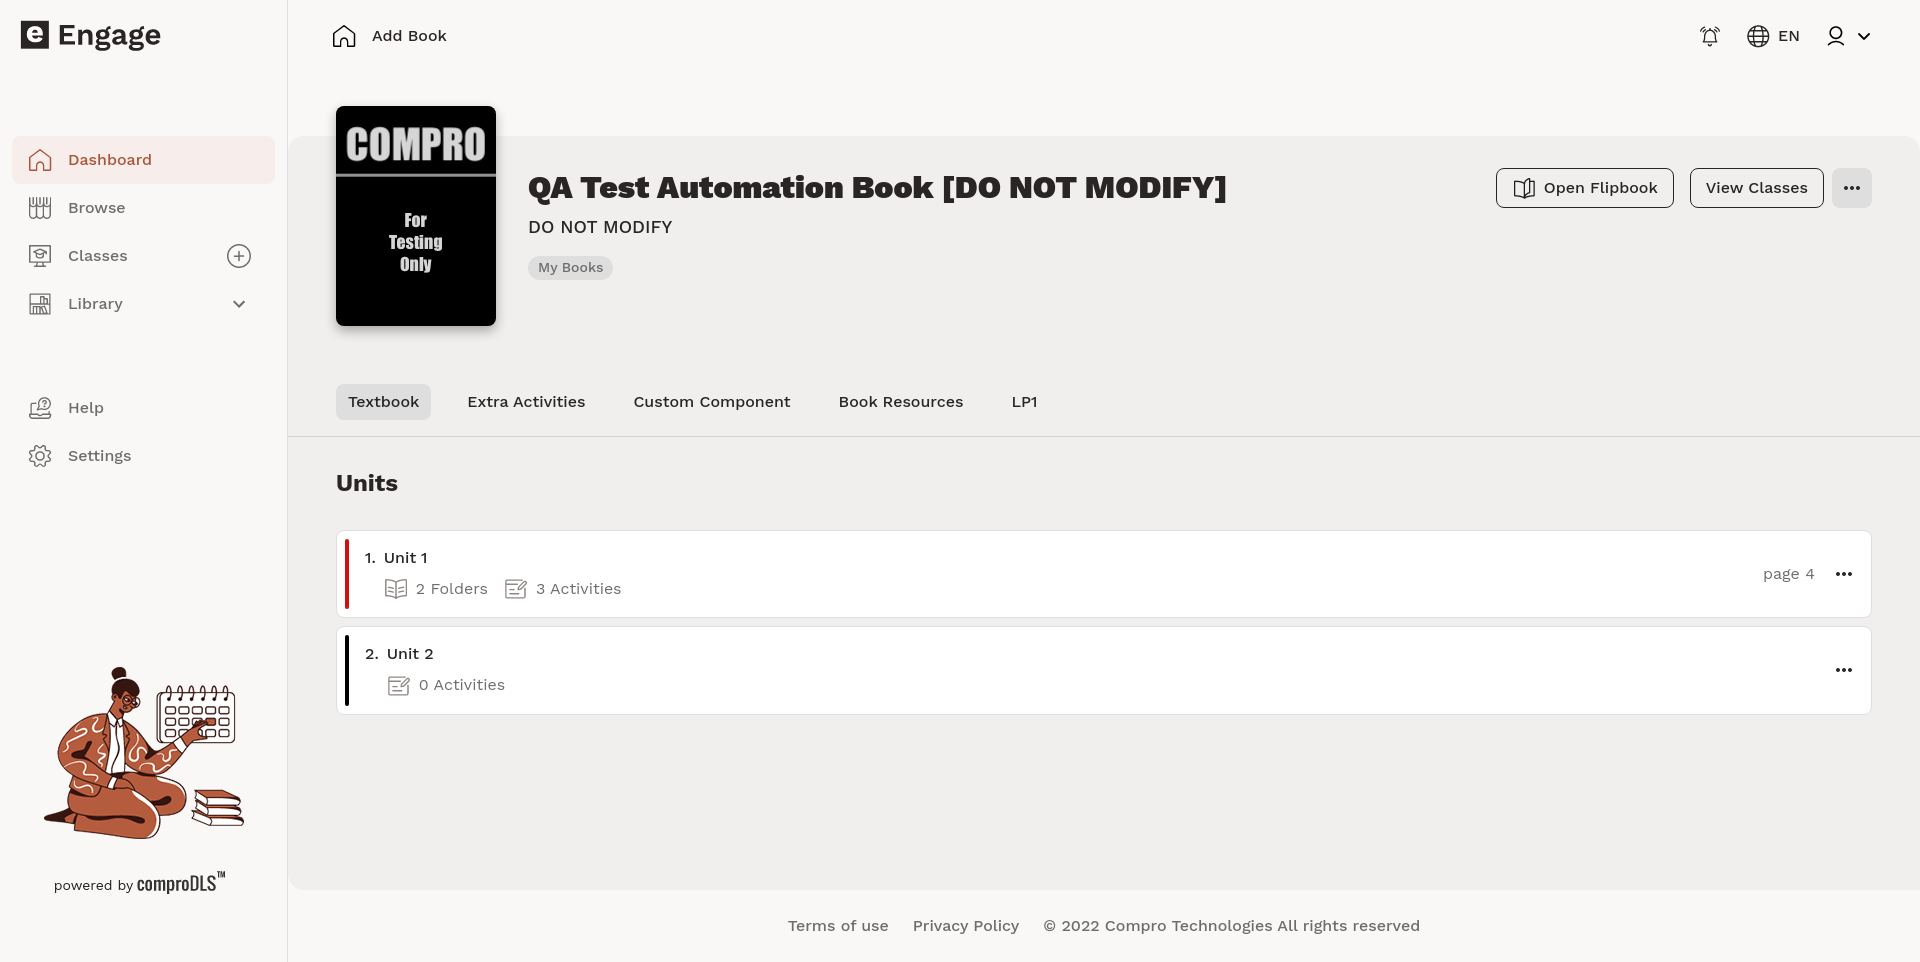 e Engage
Add Book
EN
Dashboard
Browse
Classes
Library
Help
Settings
powered by comproDLS™
COMPRO
For
Testing
Only
QA Test Automation Book [DO NOT MODIFY]
DO NOT MODIFY
My Books
Open Flipbook
View Classes
Textbook
Extra Activities
Custom Component
Book Resources
LP1
Units
1. Unit 1
2 Folders
3 Activities
page 4
2. Unit 2
0 Activities
Terms of use
Privacy Policy
© 2022 Compro Technologies All rights reserved